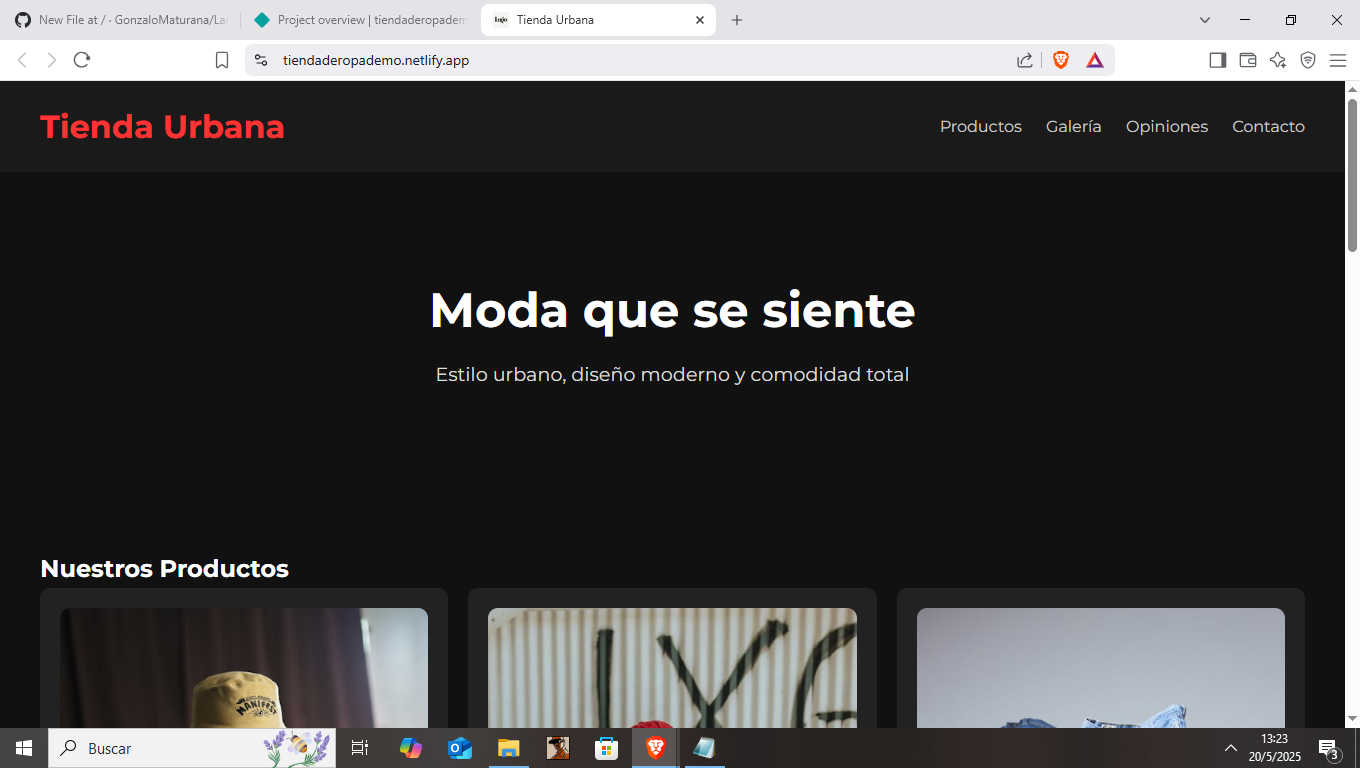 New File at / · GonzaloMaturana/Lan
Project overview | tiendaderopadem
Lujo
Tienda Urbana
tiendaderopademo.netlify.app
Tienda Urbana
Productos
Galería
Opiniones
Contacto
Moda que se siente
Estilo urbano, diseño moderno y comodidad total
Nuestros Productos
MANIFEST
Buscar
13:23
20/5/2025
3